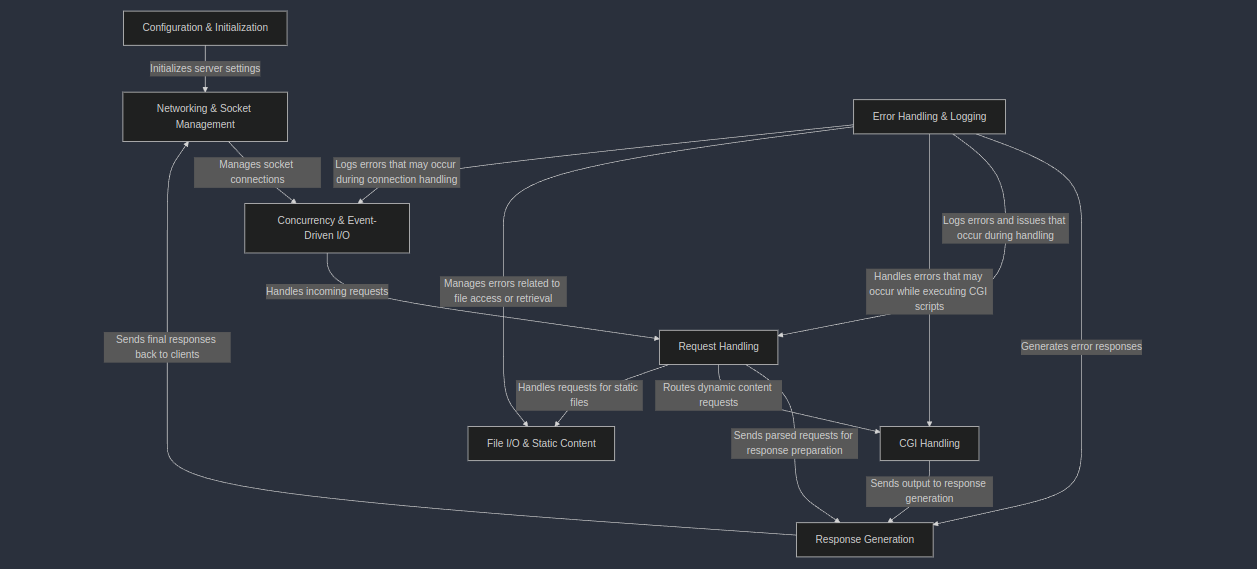 Configuration & Initialization
Initializes server settings
Networking & Socket
Management
Error Handling & Logging
Manages socket
connections
Logs errors that may occur
during connection handling
Concurrency & Event-
Driven I/O
Logs errors and issues that
occur during handling
Handles incoming requests
Manages errors related to
file access or retrieval
Handles errors that may
occur while executing CGI
scripts
Sends final responses
back to clients
Request Handling
Generates error responses
Handles requests for static
files
Routes dynamic content
requests
File I/O & Static Content
Sends parsed requests for
response preparation
CGI Handling
Sends output to response
generation
Response Generation